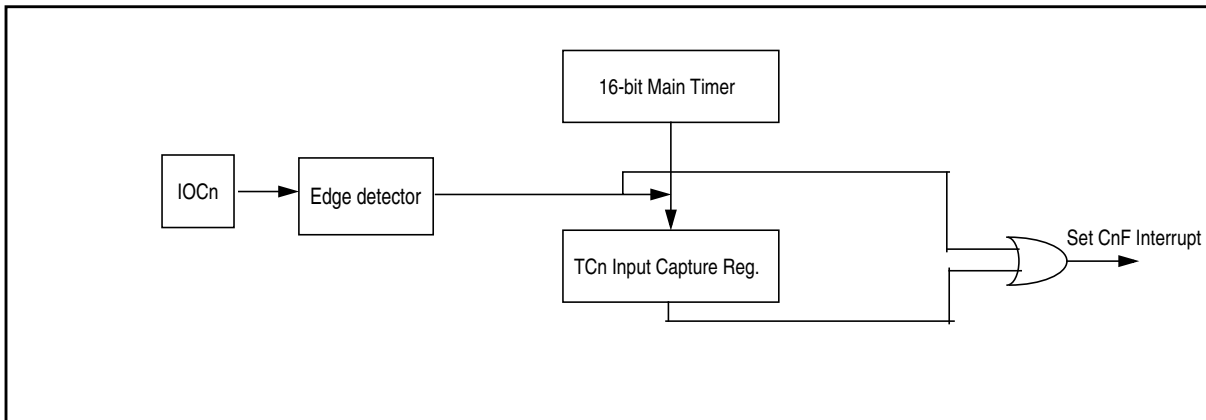 16-bit Main Timer
IOCn
Edge detector
TCn Input Capture Reg.
Set CnF Interrupt